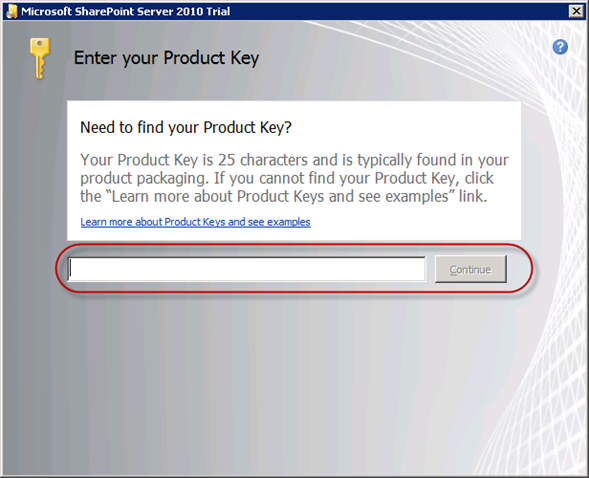 Microsoft SharePoint Server 2010 Trial
Enter your Product Key
?
Need to find your Product Key?
Your Product Key is 25 characters and is typically found in your
product packaging. If you cannot find your Product Key, click
the “Learn more about Product Keys and see examples” link.
Learn more about Product Keys and see examples
Continue